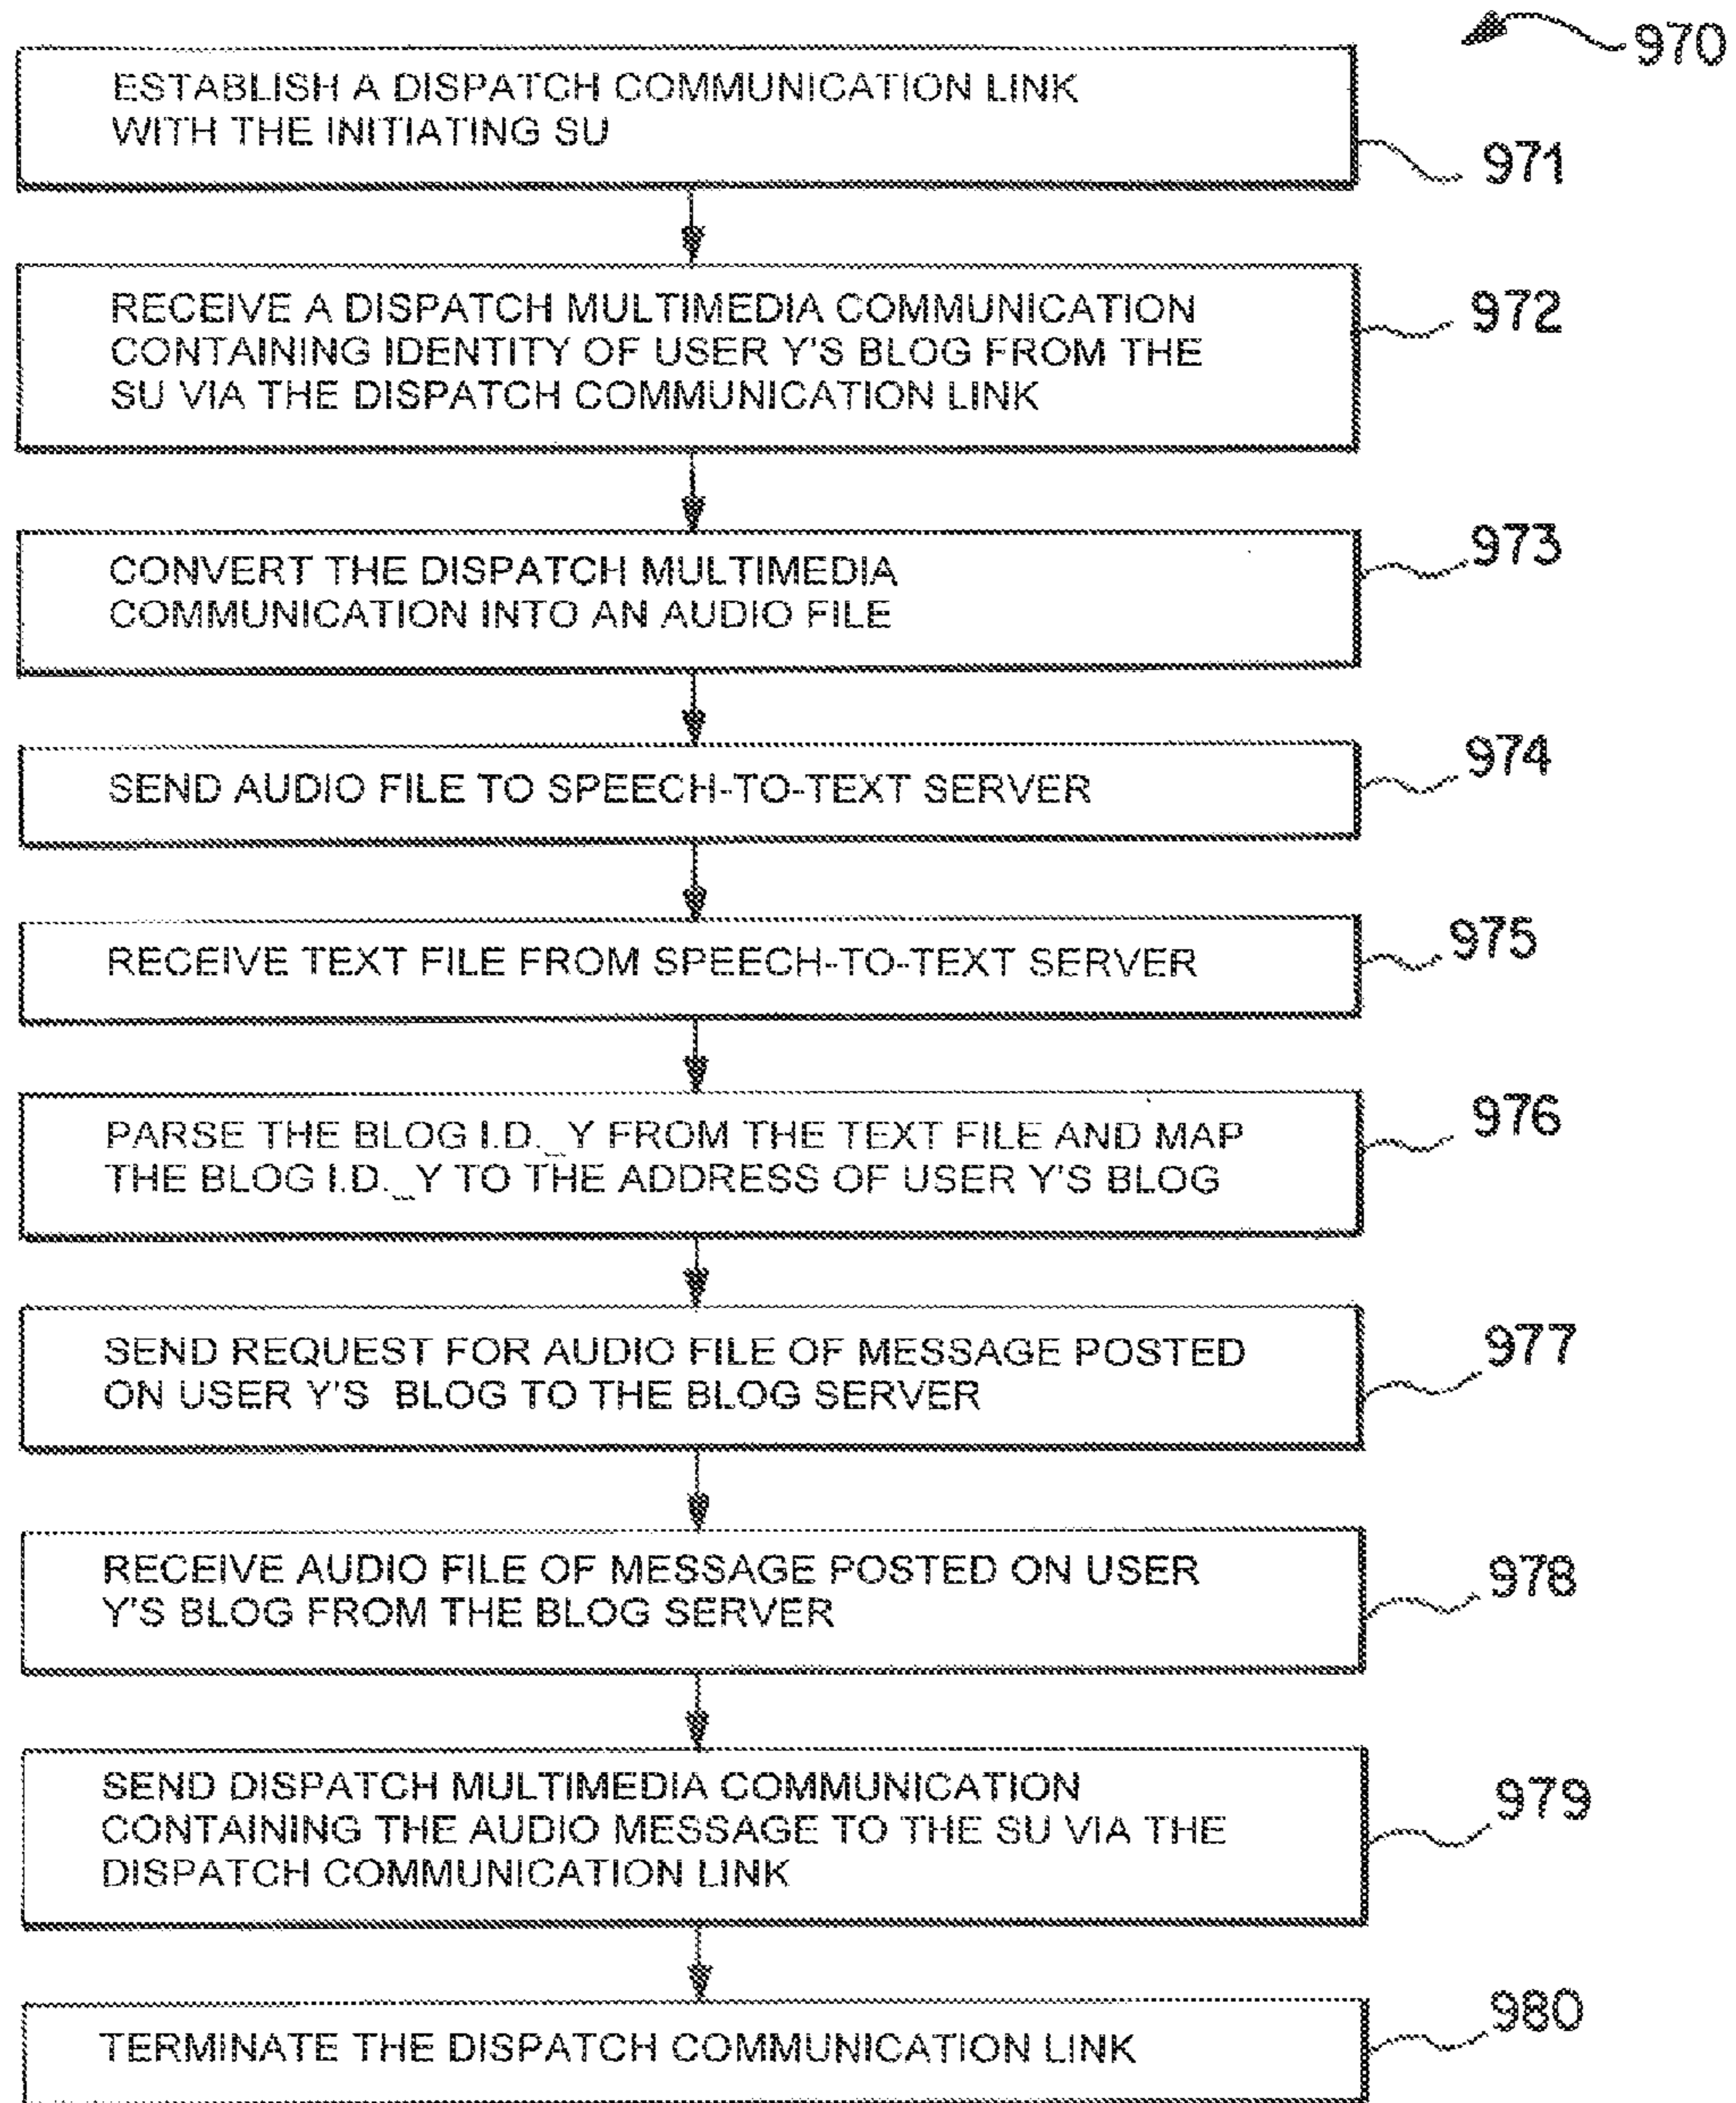 970
ESTABLISH A DISPATCH COMMUNICATION LINK
WITH THE INITIATING SU
971
RECEIVE A DISPATCH MULTIMEDIA COMMUNICATION
CONTAINING IDENTITY OF USER Y'S BLOG FROM THE
SU VIA THE DISPATCH COMMUNICATION LINK
972
CONVERT THE DISPATCH MULTIMEDIA
COMMUNICATION INTO AN AUDIO FILE
973
SEND AUDIO FILE TO SPEECH-TO-TEXT SERVER
974
RECEIVE TEXT FILE FROM SPEECH-TO-TEXT SERVER
975
PARSE THE BLOG I.D._Y FROM THE TEXT FILE AND MAP
THE BLOG I.D._Y TO THE ADDRESS OF USER Y'S BLOG
976
SEND REQUEST FOR AUDIO FILE OF MESSAGE POSTED
ON USER Y'S BLOG TO THE BLOG SERVER
977
RECEIVE AUDIO FILE OF MESSAGE POSTED ON USER
Y'S BLOG FROM THE BLOG SERVER
978
SEND DISPATCH MULTIMEDIA COMMUNICATION
CONTAINING THE AUDIO MESSAGE TO THE SU VIA THE
DISPATCH COMMUNICATION LINK
979
TERMINATE THE DISPATCH COMMUNICATION LINK
980